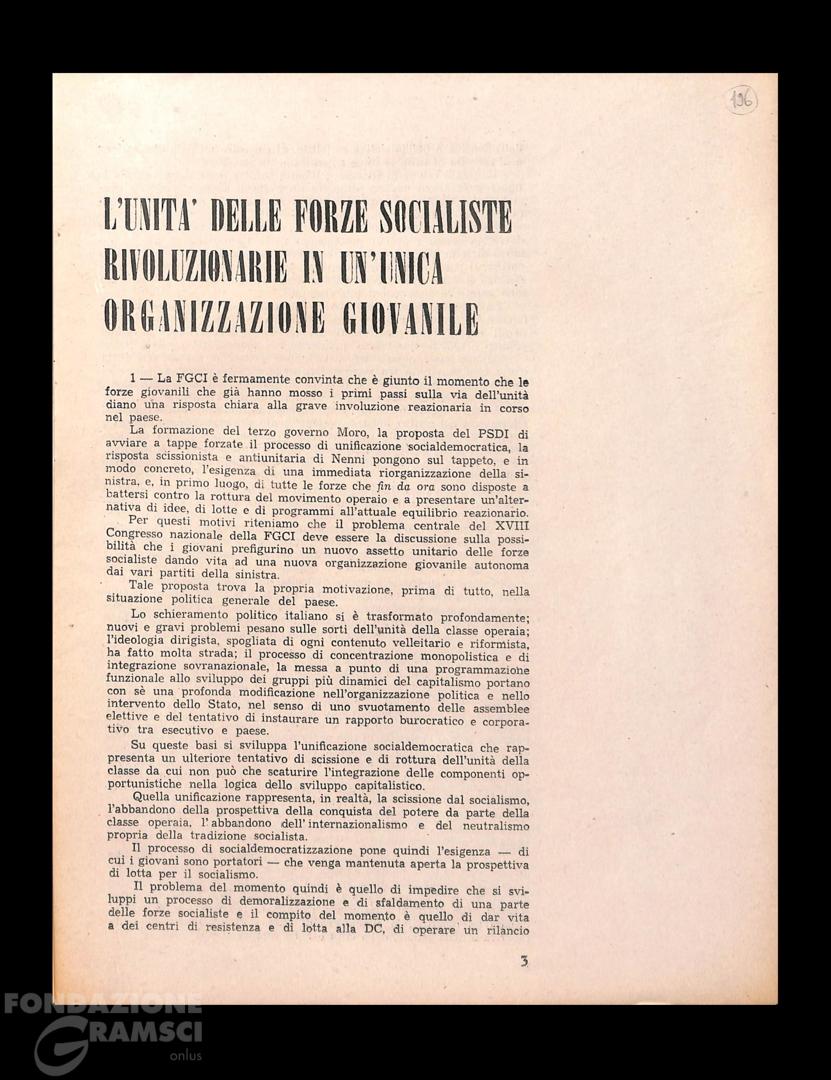 196
L'UNITA' DELLE FORZE SOCIALISTE
RIVOLUZIONARIE IN UN'UNICA
ORGANIZZAZIONE GIOVANILE
1 — La FGCI è fermamente convinta che è giunto il momento che le
forze giovanili che già hanno mosso i primi passi sulla via dell'unità
diano una risposta chiara alla grave involuzione reazionaria in corso
nel paese.
La formazione del terzo governo Moro, la proposta del PSDI di
avviare a tappe forzate il processo di unificazione socialdemocratica, la
risposta scissionista e antiunitaria di Nenni pongono sul tappeto, e in
modo concreto, l'esigenza di una immediata riorganizzazione della si-
nistra, e, in primo luogo, di tutte le forze che fin da ora sono disposte a
battersi contro la rottura del movimento operaio e a presentare un'alter-
nativa di idee, di lotte e di programmi all'attuale equilibrio reazionario.
Per questi motivi riteniamo che il problema centrale del XVIII
Congresso nazionale della FGCI deve essere la discussione sulla possi-
bilità che i giovani prefigurino un nuovo assetto unitario delle forze
socialiste dando vita ad una nuova organizzazione giovanile autonoma
dai vari partiti della sinistra.
Tale proposta trova la propria motivazione, prima di tutto, nella
situazione politica generale del paese.
Lo schieramento politico italiano si è trasformato profondamente;
nuovi e gravi problemi pesano sulle sorti dell'unità della classe operaia;
l'ideologia dirigista, spogliata di ogni contenuto velleitario e riformista,
ha fatto molta strada; il processo di concentrazione monopolistica e di
integrazione sovranazionale, la messa a punto di una programmazione
funzionale allo sviluppo dei gruppi più dinamici del capitalismo portano
con sè una profonda modificazione nell'organizzazione politica e nello
intervento dello Stato, nel senso di uno svuotamento delle assemblee
elettive e del tentativo di instaurare un rapporto burocratico e corpora-
tivo tra esecutivo e paese.
Su queste basi si sviluppa l'unificazione socialdemocratica che rap-
presenta un ulteriore tentativo di scissione e di rottura dell'unità della
classe da cui non può che scaturire l'integrazione delle componenti op-
portunistiche nella logica dello sviluppo capitalistico.
Quella unificazione rappresenta, in realtà, la scissione dal socialismo,
l'abbandono della prospettiva della conquista del potere da parte della
classe operaia, l'abbandono dell'internazionalismo e del neutralismo
propria della tradizione socialista.
Il processo di socialdemocratizzazione pone quindi l'esigenza — di
cui i giovani sono portatori — che venga mantenuta aperta la prospettiva
di lotta per il socialismo.
Il problema del momento quindi è quello di impedire che si svi-
luppi un processo di demoralizzazione e di sfaldamento di una parte
delle forze socialiste e il compito del momento è quello di dar vita
a dei centri di resistenza e di lotta alla DC, di operare un rilancio
3
FONDAZIONE
GRAMSCI
onlus